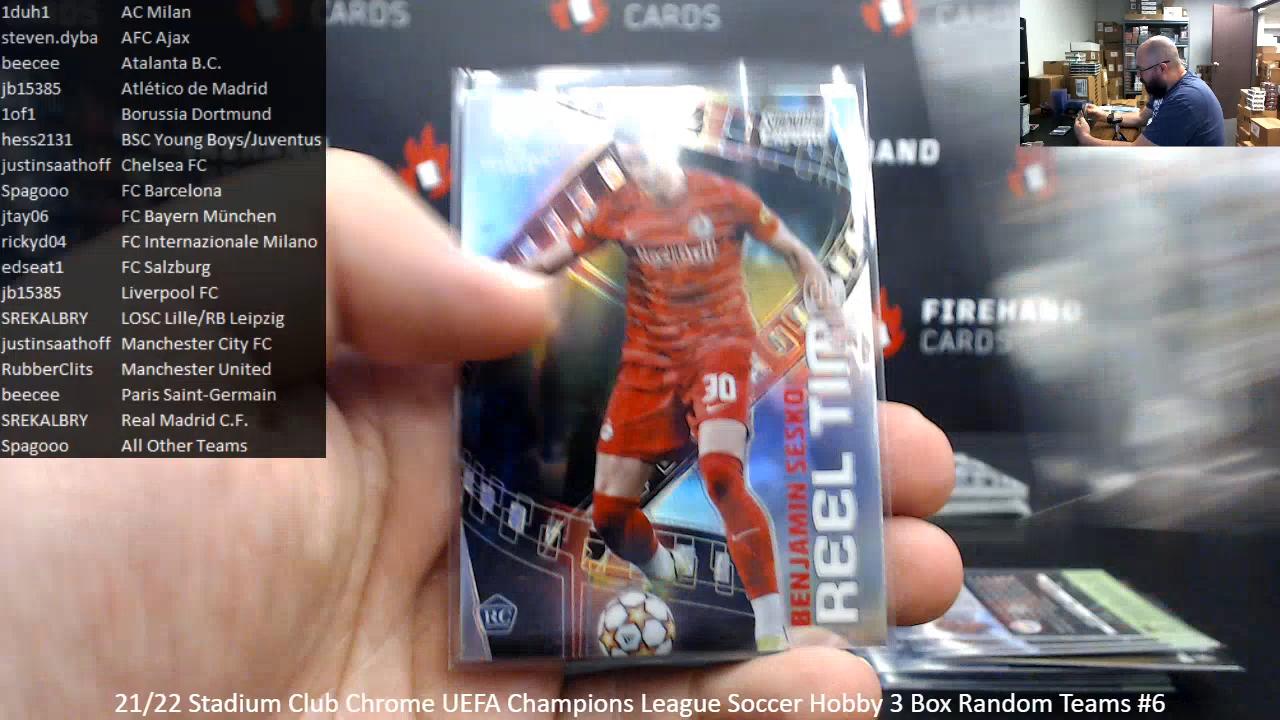 1duh1 AC Milan
steven.dyba AFC Ajax
beecee Atalanta B.C.
jb15385 Atlético de Madrid
1of1 Borussia Dortmund
hess2131 BSC Young Boys/Juventus
justinsaathoff Chelsea FC
Spagooo FC Barcelona
jtay06 FC Bayern München
rickyd04 FC Internazionale Milano
edseat1 FC Salzburg
jb15385 Liverpool FC
SREKALBRY LOSC Lille/RB Leipzig
justinsaathoff Manchester City FC
RubberClits Manchester United
beecee Paris Saint-Germain
SREKALBRY Real Madrid C.F.
Spagooo All Other Teams
CARDS
CARDS
CA
HAND
FIREHAND
CARDS
30
BENJAMIN SESKO
REEL TIME
RC
21/22 Stadium Club Chrome UEFA Champions League Soccer Hobby 3 Box Random Teams #6